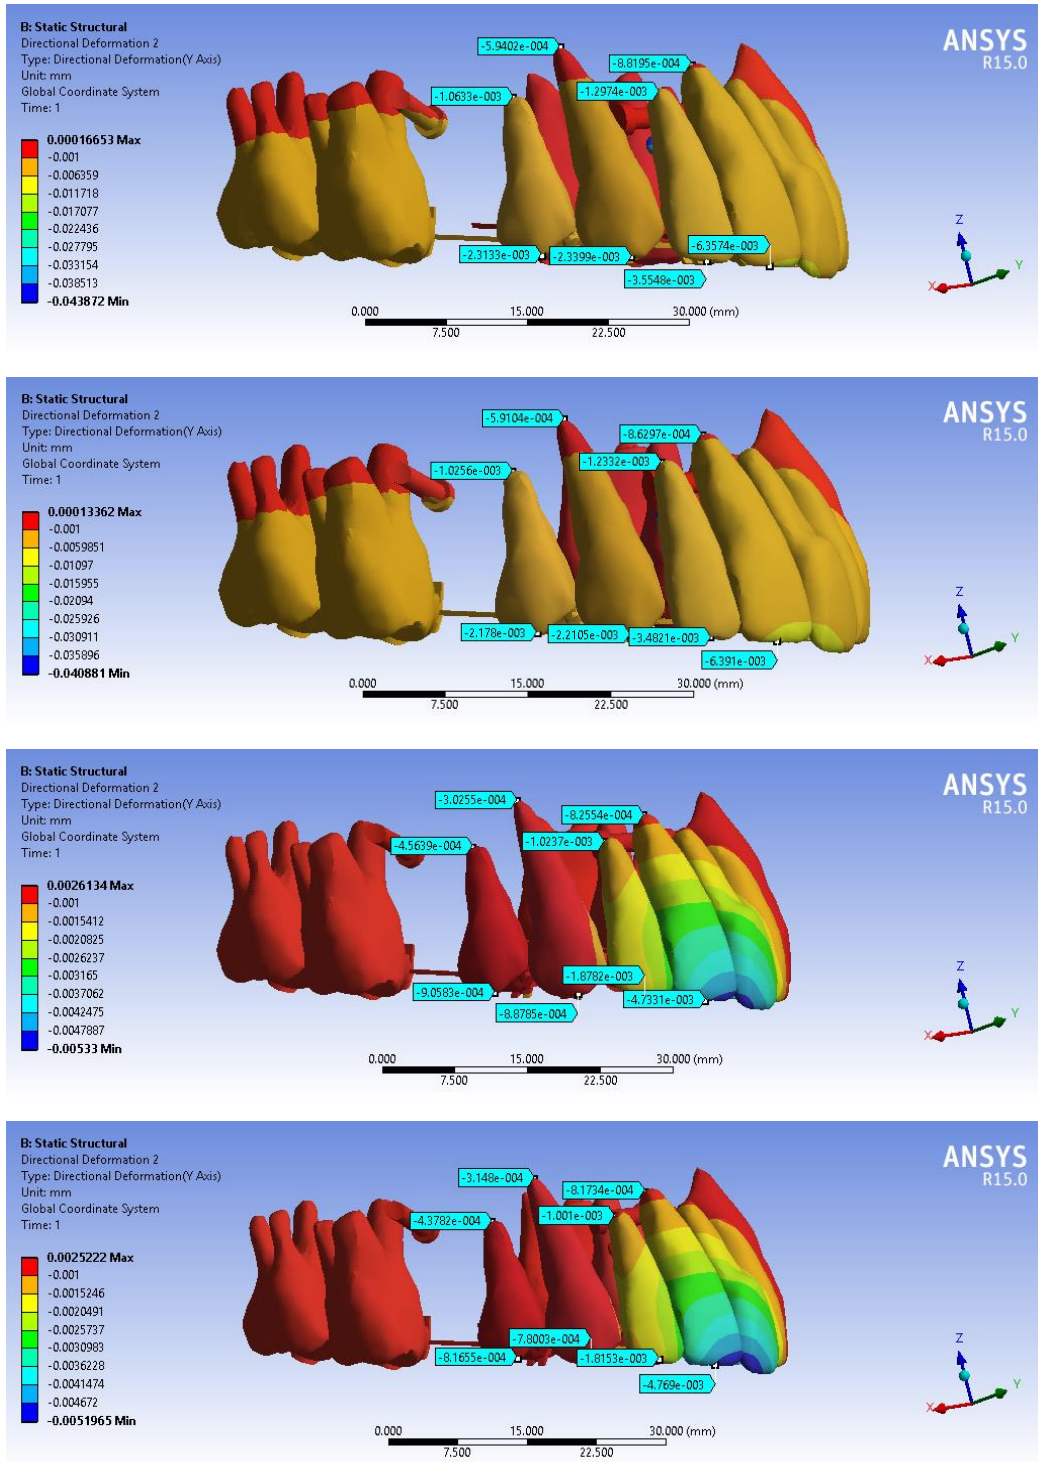 B: Static Structural
Directional Deformation 2
Type: Directional Deformation(Y Axis)
Unit: mm
Global Coordinate System
Time: 1
0.00016653 Max
-0.001
-0.006359
-0.011718
-0.017077
-0.022436
-0.027795
-0.033154
-0.038513
-0.043872 Min
-5.9402e-004
-8.8195e-004
-1.0633e-003
-1.2974e-003
-6.3574e-003
-2.3133e-003
-2.3399e-003
-3.5548e-003
ANSYS
R15.0
Z
Y
X
0.000
15.000
30.000 (mm)
7.500
22.500
B: Static Structural
Directional Deformation 2
Type: Directional Deformation(Y Axis)
Unit: mm
Global Coordinate System
Time: 1
0.00013362 Max
-0.001
-0.0059851
-0.01097
-0.015955
-0.02094
-0.025926
-0.030911
-0.035896
-0.040881 Min
-5.9104e-004
-8.6297e-004
-1.0256e-003
-1.2332e-003
-2.178e-003
-2.2105e-003
-3.4821e-003
-6.391e-003
ANSYS
R15.0
Z
Y
X
0.000
15.000
30.000 (mm)
7.500
22.500
B: Static Structural
Directional Deformation 2
Type: Directional Deformation(Y Axis)
Unit: mm
Global Coordinate System
Time: 1
0.0026134 Max
-0.001
-0.0015412
-0.0020825
-0.0026237
-0.003165
-0.0037062
-0.0042475
-0.0047887
-0.00533 Min
-3.0255e-004
-8.2554e-004
-4.5639e-004
-1.0237e-003
-1.8782e-003
-9.0583e-004
-4.7331e-003
-8.8785e-004
ANSYS
R15.0
Z
Y
X
0.000
15.000
30.000 (mm)
7.500
22.500
B: Static Structural
Directional Deformation 2
Type: Directional Deformation(Y Axis)
Unit: mm
Global Coordinate System
Time: 1
0.0025222 Max
-0.001
-0.0015246
-0.0020491
-0.0025737
-0.0030983
-0.0036228
-0.0041474
-0.004672
-0.0051965 Min
-3.148e-004
-8.1734e-004
-4.3782e-004
-1.001e-003
-7.8003e-004
-8.1655e-004
-1.8153e-003
-4.769e-003
ANSYS
R15.0
Z
Y
X
0.000
15.000
30.000 (mm)
7.500
22.500